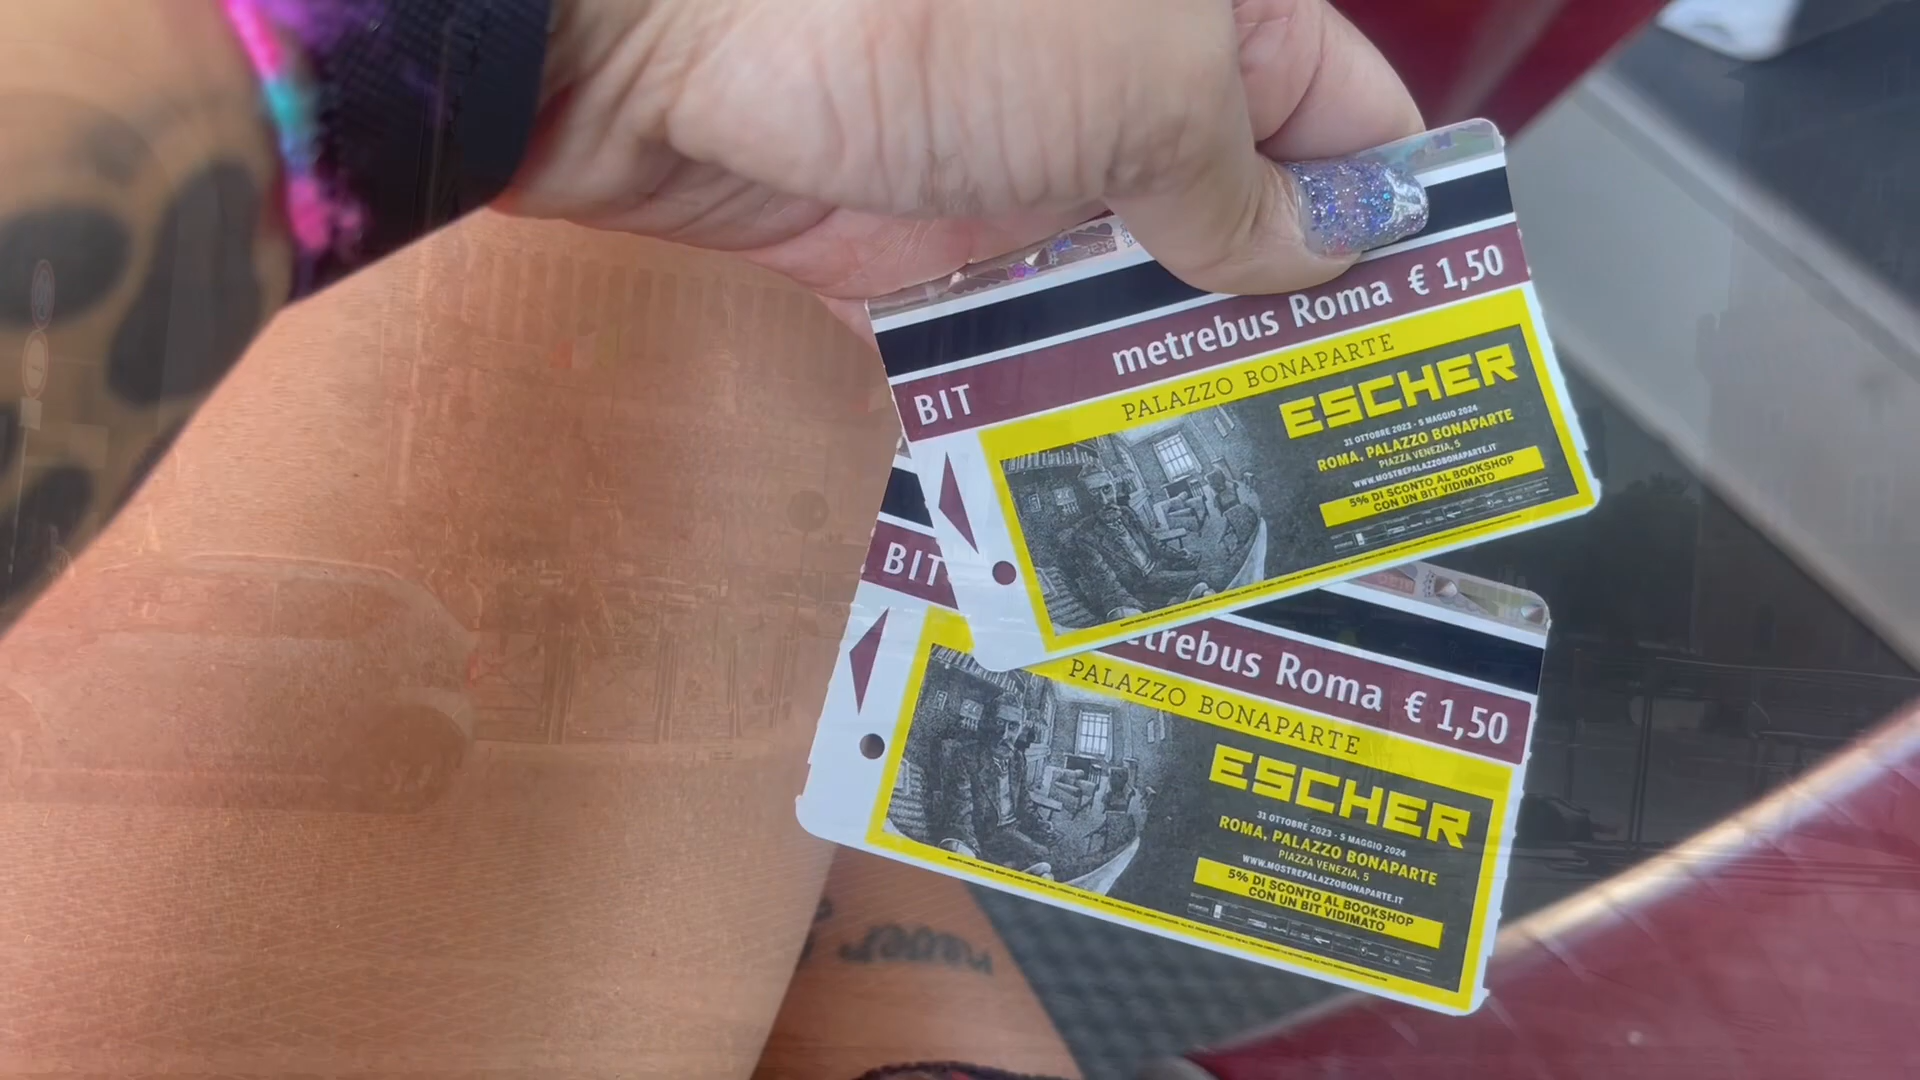 metrebus Roma € 1,50
BIT
PALAZZO BONAPARTE
ESCHER
31 OTTOBRE 2023 - 5 MAGGIO 2024
ROMA, PALAZZO BONAPARTE
PIAZZA VENEZIA, 5
WWW.MOSTREPALAZZOBONAPARTE.IT
5% DI SCONTO AL BOOKSHOP
CON UN BIT VIDIMATO
BIT
metrebus Roma € 1,50
PALAZZO BONAPARTE
ESCHER
31 OTTOBRE 2023 - 5 MAGGIO 2024
ROMA, PALAZZO BONAPARTE
PIAZZA VENEZIA, 5
WWW.MOSTREPALAZZOBONAPARTE.IT
5% DI SCONTO AL BOOKSHOP
CON UN BIT VIDIMATO